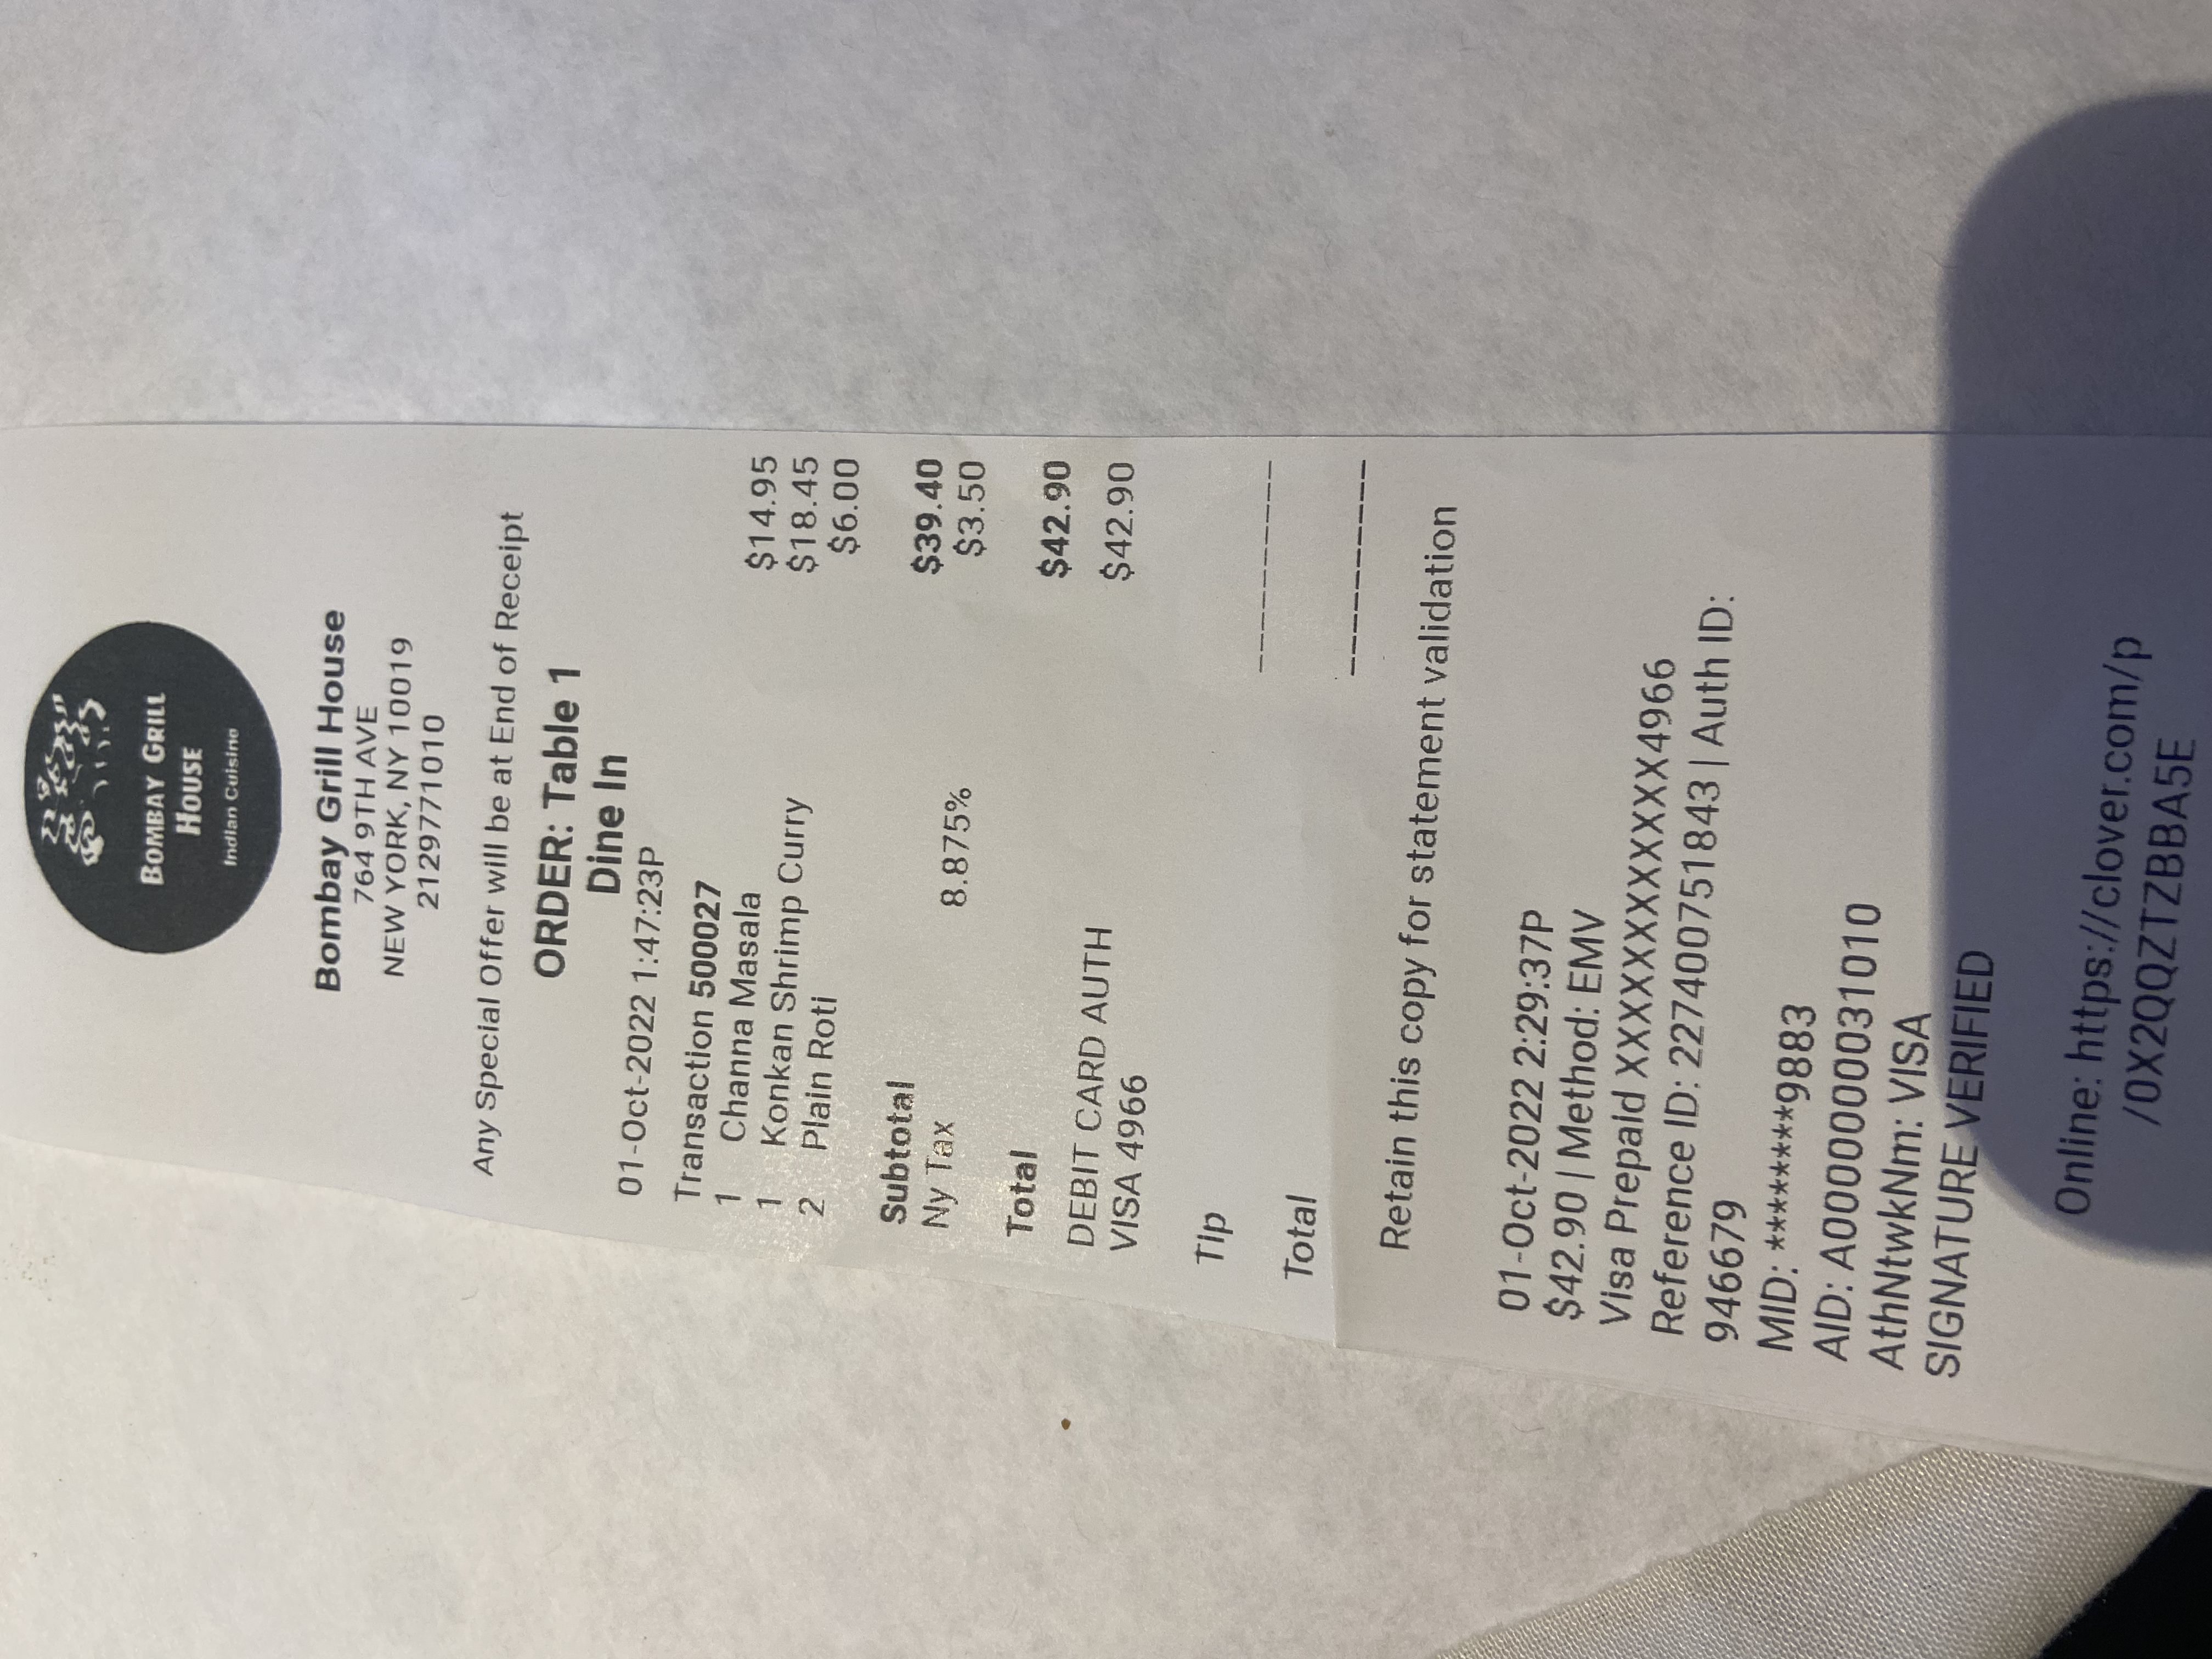 BOMBAY GRILL
HOUSE
Indian Cuisine
Bombay Grill House
764 9TH AVE
NEW YORK, NY 10019
2129771010
Any Special Offer will be at End of Receipt
ORDER: Table 1
Dine In
01-Oct-2022 1:47:23P
Transaction 500027
1 Channa Masala $14.95
1 Konkan Shrimp Curry $18.45
2 Plain Roti $6.00
Subtotal $39.40
Ny Tax 8.875% $3.50
Total $42.90
DEBIT CARD AUTH $42.90
VISA 4966
Tip __________
Total __________
Retain this copy for statement validation
01-Oct-2022 2:29:37P
$42.90 | Method: EMV
Visa Prepaid XXXXXXXXXXXX4966
Reference ID: 227400751843 | Auth ID:
946679
MID: ********9883
AID: A0000000031010
AthNtwkNm: VISA
SIGNATURE VERIFIED
Online: https://clover.com/p
/0X2QQZTZBBA5E